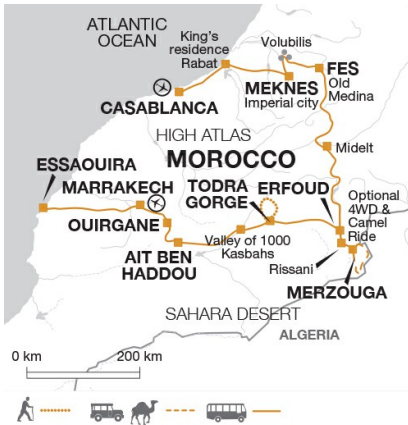 ATLANTIC
OCEAN
King's
residence
Rabat
Volubilis
FES
Old
Medina
MEKNES
Imperial city
CASABLANCA
HIGH ATLAS
Midelt
MOROCCO
ESSAOUIRA
MARRAKECH
TODRA
GORGE
ERFOUD
Optional
4WD &
Camel
Ride
OUIRGANE
AIT BEN
HADDOU
Valley of 1000
Kasbahs
Rissani
MERZOUGA
SAHARA DESERT
ALGERIA
0 km
200 km